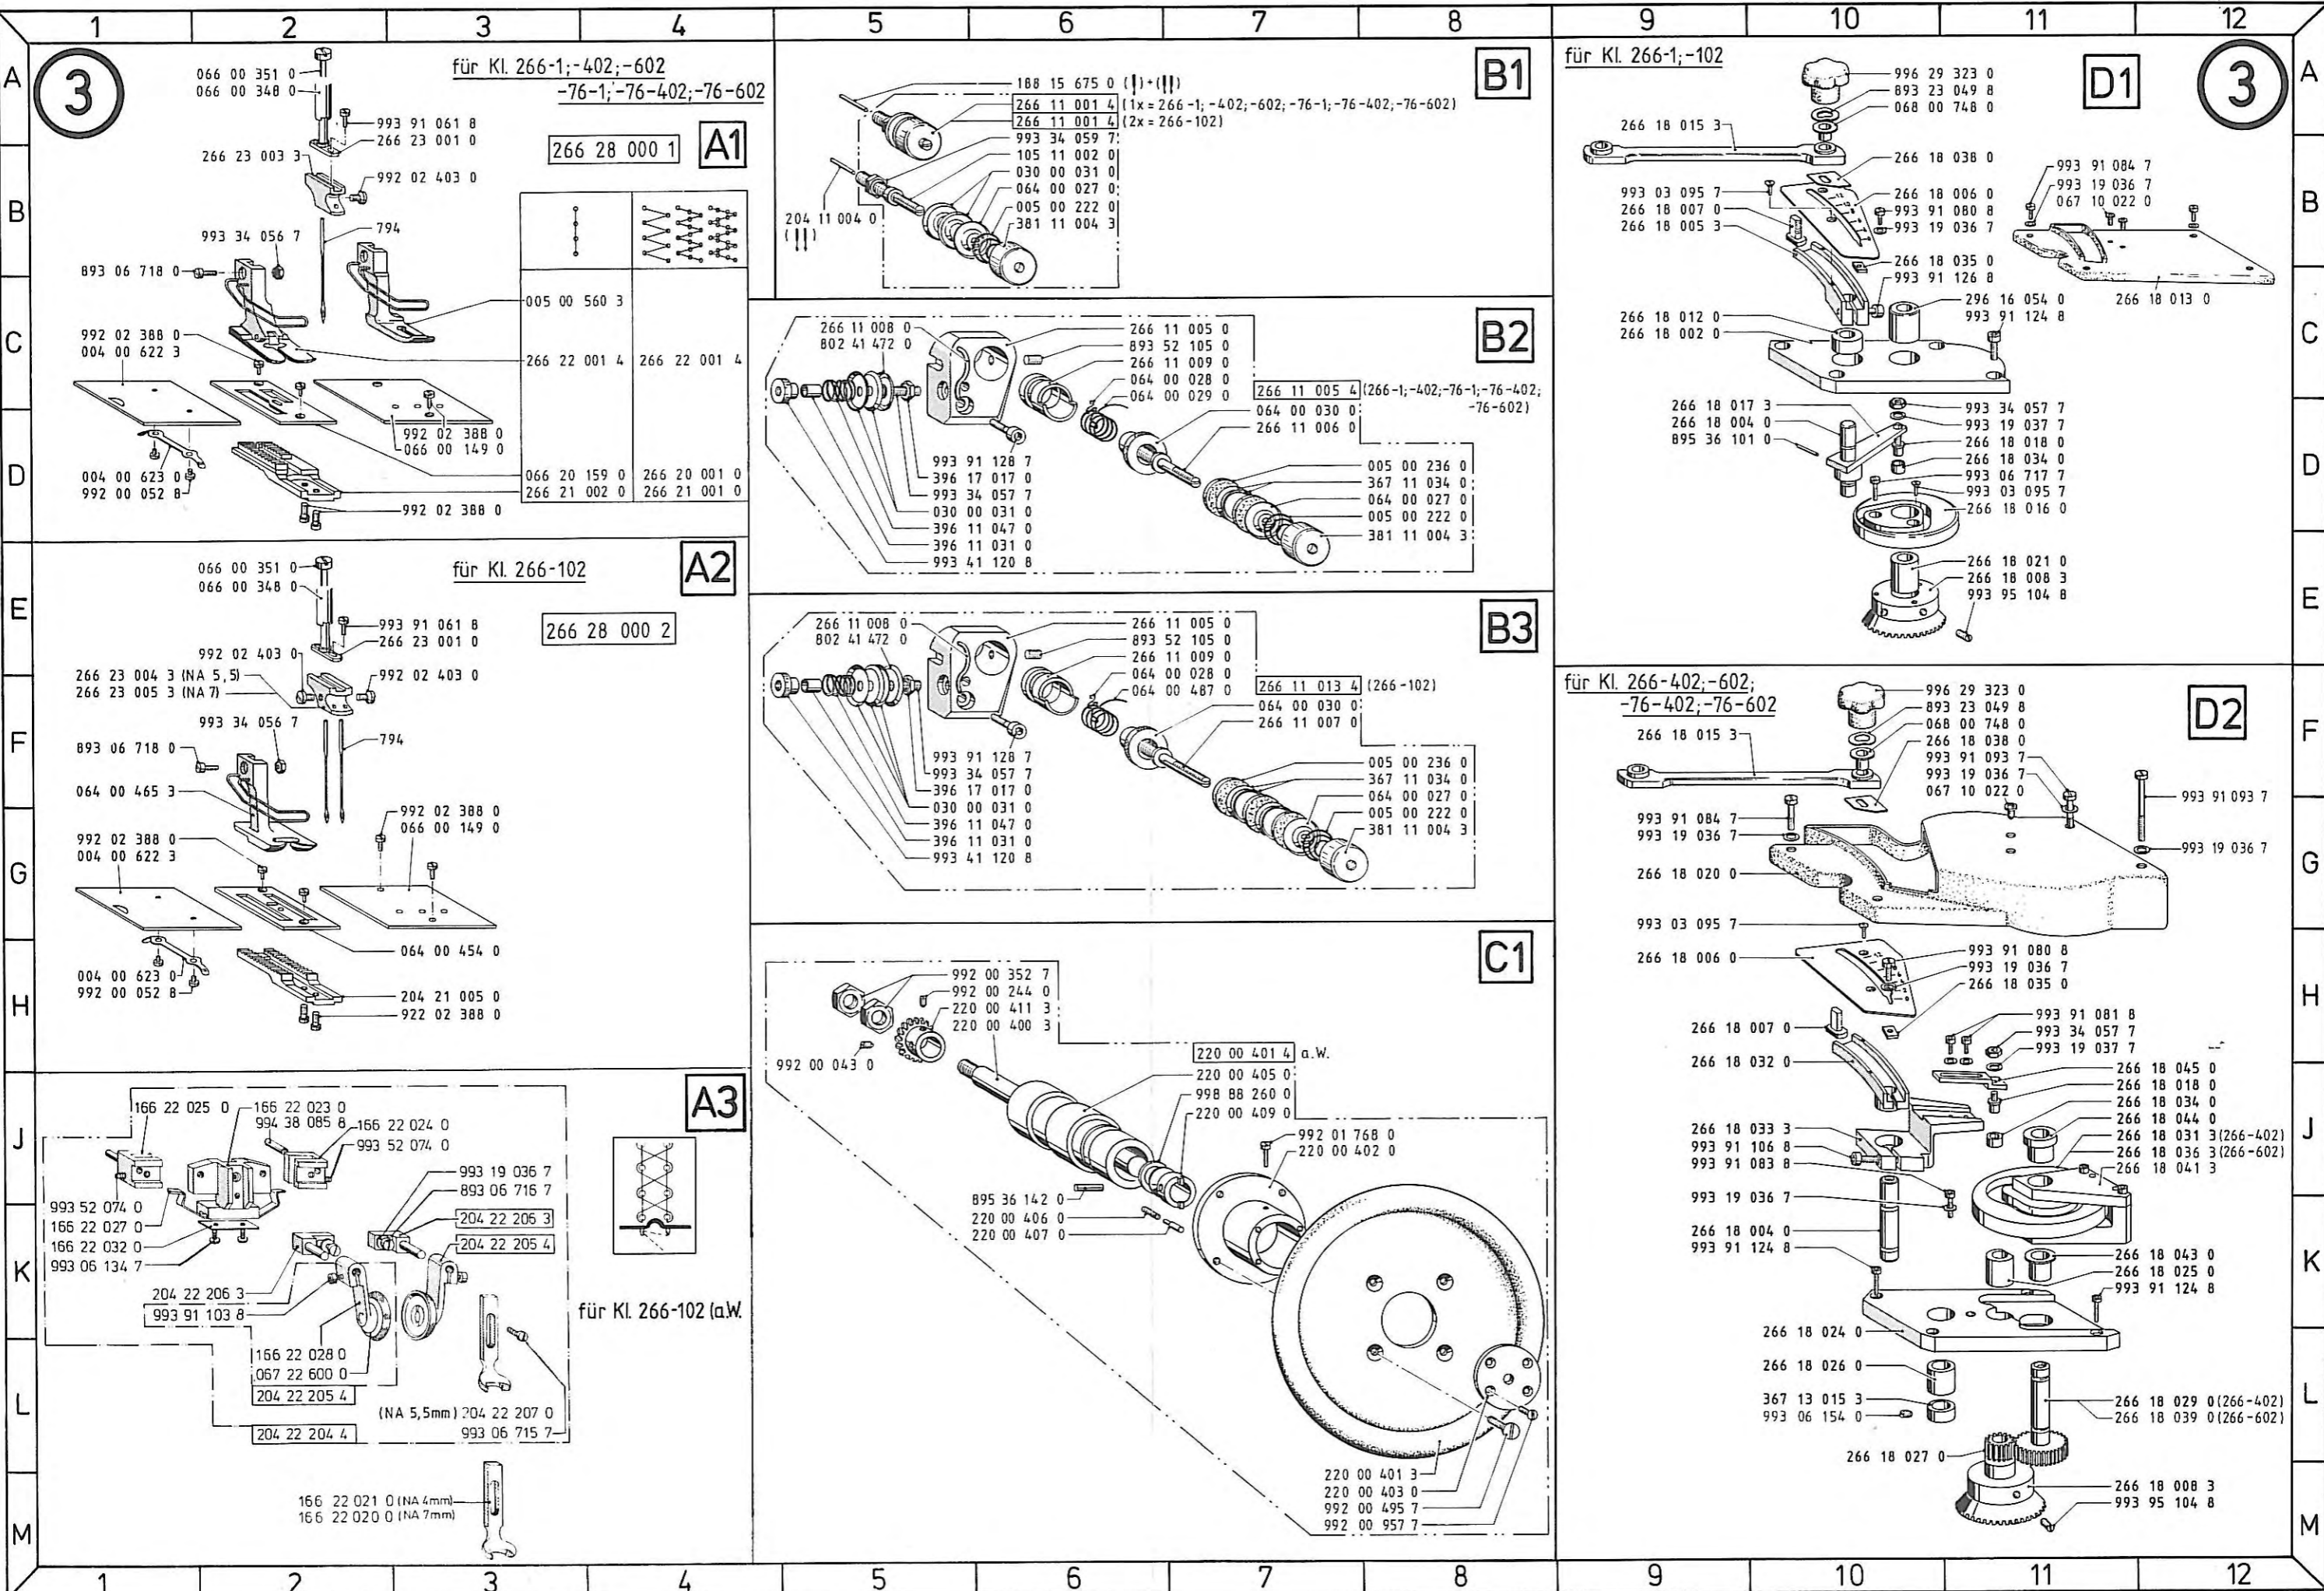 1 2 3 4 5 6 7 8 9 10 11 12
A
B
C
D
E
F
G
H
J
K
L
M
3
für Kl. 266-1;-402;-602
-76-1;-76-402;-76-602
A1
266 28 000 1
066 00 351 0
066 00 348 0
993 91 061 8
266 23 001 0
266 23 003 3
992 02 403 0
794
993 34 056 7
893 06 718 0
005 00 560 3
992 02 388 0
004 00 622 3
266 22 001 4 266 22 001 4
992 02 388 0
066 00 149 0
004 00 623 0
992 00 052 8
066 20 159 0 266 20 001 0
266 21 002 0 266 21 001 0
992 02 388 0
A2
für Kl. 266-102
266 28 000 2
066 00 351 0
066 00 348 0
993 91 061 8
266 23 001 0
992 02 403 0
266 23 004 3 (NA 5,5)
266 23 005 3 (NA 7)
992 02 403 0
993 34 056 7
794
893 06 718 0
064 00 465 3
992 02 388 0
066 00 149 0
992 02 388 0
004 00 622 3
064 00 454 0
004 00 623 0
992 00 052 8
204 21 005 0
922 02 388 0
A3
166 22 025 0
166 22 023 0
994 38 085 8
166 22 024 0
993 52 074 0
993 19 036 7
893 06 716 7
993 52 074 0
166 22 027 0
166 22 032 0
993 06 134 7
204 22 205 3
204 22 205 4
204 22 206 3
993 91 103 8
für Kl. 266-102 (a.W.
166 22 028 0
067 22 600 0
204 22 205 4
(NA 5,5mm) 204 22 207 0
993 06 715 7
204 22 204 4
166 22 021 0 (NA 4mm)
166 22 020 0 (NA 7mm)
B1
188 15 675 0
266 11 001 4 (1x = 266-1; -402;-602; -76-1;-76-402;-76-602)
266 11 001 4 (2x = 266-102)
993 34 059 7
105 11 002 0
030 00 031 0
064 00 027 0
005 00 222 0
381 11 004 3
204 11 004 0
B2
266 11 008 0
802 41 472 0
266 11 005 0
893 52 105 0
266 11 009 0
064 00 028 0
064 00 029 0
266 11 005 4 (266-1;-402;-76-1;-76-402;
-76-602)
064 00 030 0
266 11 006 0
993 91 128 7
396 17 017 0
993 34 057 7
030 00 031 0
396 11 047 0
396 11 031 0
993 41 120 8
005 00 236 0
367 11 034 0
064 00 027 0
005 00 222 0
381 11 004 3
B3
266 11 008 0
802 41 472 0
266 11 005 0
893 52 105 0
266 11 009 0
064 00 028 0
064 00 487 0
266 11 013 4 (266-102)
064 00 030 0
266 11 007 0
993 91 128 7
993 34 057 7
396 17 017 0
030 00 031 0
396 11 047 0
396 11 031 0
993 41 120 8
005 00 236 0
367 11 034 0
064 00 027 0
005 00 222 0
381 11 004 3
C1
992 00 352 7
992 00 244 0
220 00 411 3
220 00 400 3
992 00 043 0
220 00 401 4 a.W.
220 00 405 0
998 88 260 0
220 00 409 0
992 01 768 0
220 00 402 0
895 36 142 0
220 00 406 0
220 00 407 0
220 00 401 3
220 00 403 0
992 00 495 7
992 00 957 7
für Kl. 266-1;-102
D1
3
996 29 323 0
893 23 049 8
068 00 748 0
266 18 015 3
266 18 038 0
993 03 095 7
266 18 007 0
266 18 005 3
266 18 006 0
993 91 080 8
993 19 036 7
993 91 084 7
993 19 036 7
067 10 022 0
266 18 035 0
993 91 126 8
296 16 054 0
993 91 124 8
266 18 013 0
266 18 012 0
266 18 002 0
266 18 017 3
266 18 004 0
895 36 101 0
993 34 057 7
993 19 037 7
266 18 018 0
266 18 034 0
993 06 717 7
993 03 095 7
266 18 016 0
266 18 021 0
266 18 008 3
993 95 104 8
für Kl. 266-402;-602;
-76-402;-76-602
D2
996 29 323 0
893 23 049 8
068 00 748 0
266 18 038 0
993 91 093 7
993 19 036 7
067 10 022 0
266 18 015 3
993 91 093 7
993 91 084 7
993 19 036 7
993 19 036 7
266 18 020 0
993 03 095 7
266 18 006 0
993 91 080 8
993 19 036 7
266 18 035 0
266 18 007 0
266 18 032 0
993 91 081 8
993 34 057 7
993 19 037 7
266 18 045 0
266 18 018 0
266 18 034 0
266 18 044 0
266 18 031 3 (266-402)
266 18 036 3 (266-602)
266 18 041 3
266 18 033 3
993 91 106 8
993 91 083 8
993 19 036 7
266 18 004 0
993 91 124 8
266 18 043 0
266 18 025 0
993 91 124 8
266 18 024 0
266 18 026 0
367 13 015 3
993 06 154 0
266 18 029 0 (266-402)
266 18 039 0 (266-602)
266 18 027 0
266 18 008 3
993 95 104 8
A
B
C
D
E
F
G
H
J
K
L
M
1 2 3 4 5 6 7 8 9 10 11 12